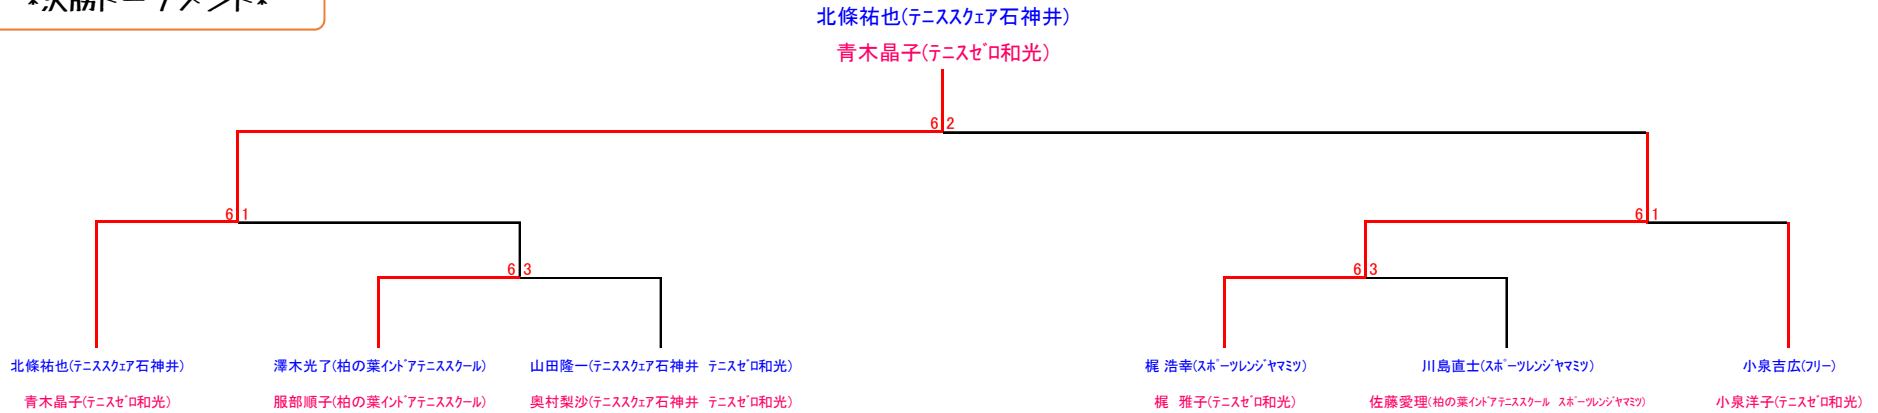 *決勝トーナメント*
北條祐也(ﾃﾆｽｽｸｪｱ石神井)
青木晶子(ﾃﾆｽｾﾞﾛ和光)
6 2
6 1
6 1
6 3
6 3
北條祐也(ﾃﾆｽｽｸｪｱ石神井)
澤木光了(柏の葉ｲﾝﾄﾞｱﾃﾆｽｽｸｰﾙ)
山田隆一(ﾃﾆｽｽｸｪｱ石神井 ﾃﾆｽｾﾞﾛ和光)
梶 浩幸(ｽﾎﾟｰﾂﾚﾝｼﾞﾔﾏﾐﾂ)
川島直士(ｽﾎﾟｰﾂﾚﾝｼﾞﾔﾏﾐﾂ)
小泉吉広(ﾌﾘｰ)
青木晶子(ﾃﾆｽｾﾞﾛ和光)
服部順子(柏の葉ｲﾝﾄﾞｱﾃﾆｽｽｸｰﾙ)
奥村梨沙(ﾃﾆｽｽｸｪｱ石神井 ﾃﾆｽｾﾞﾛ和光)
梶 雅子(ﾃﾆｽｾﾞﾛ和光)
佐藤愛理(柏の葉ｲﾝﾄﾞｱﾃﾆｽｽｸｰﾙ ｽﾎﾟｰﾂﾚﾝｼﾞﾔﾏﾐﾂ)
小泉洋子(ﾃﾆｽｾﾞﾛ和光)